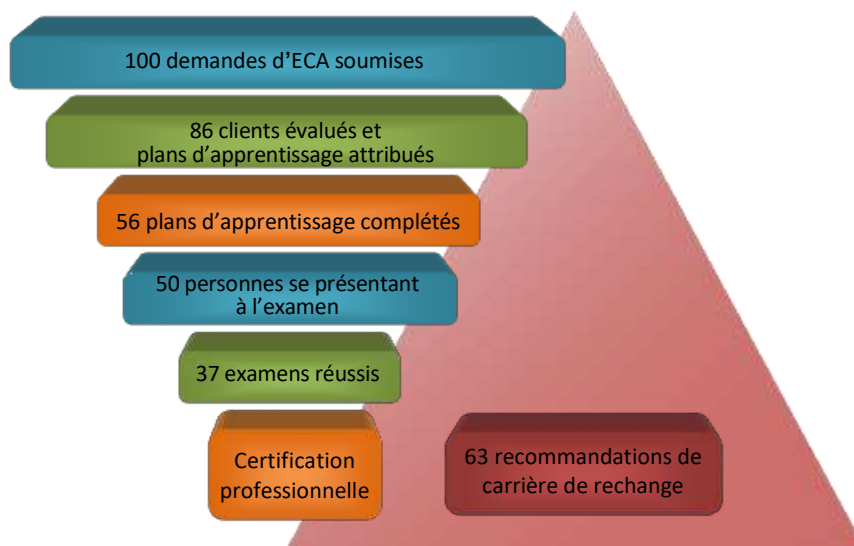 100 demandes d’ECA soumises
86 clients évalués et
plans d’apprentissage attribués
56 plans d’apprentissage complétés
50 personnes se présentant
à l’examen
37 examens réussis
Certification
professionnelle
63 recommandations de
carrière de rechange